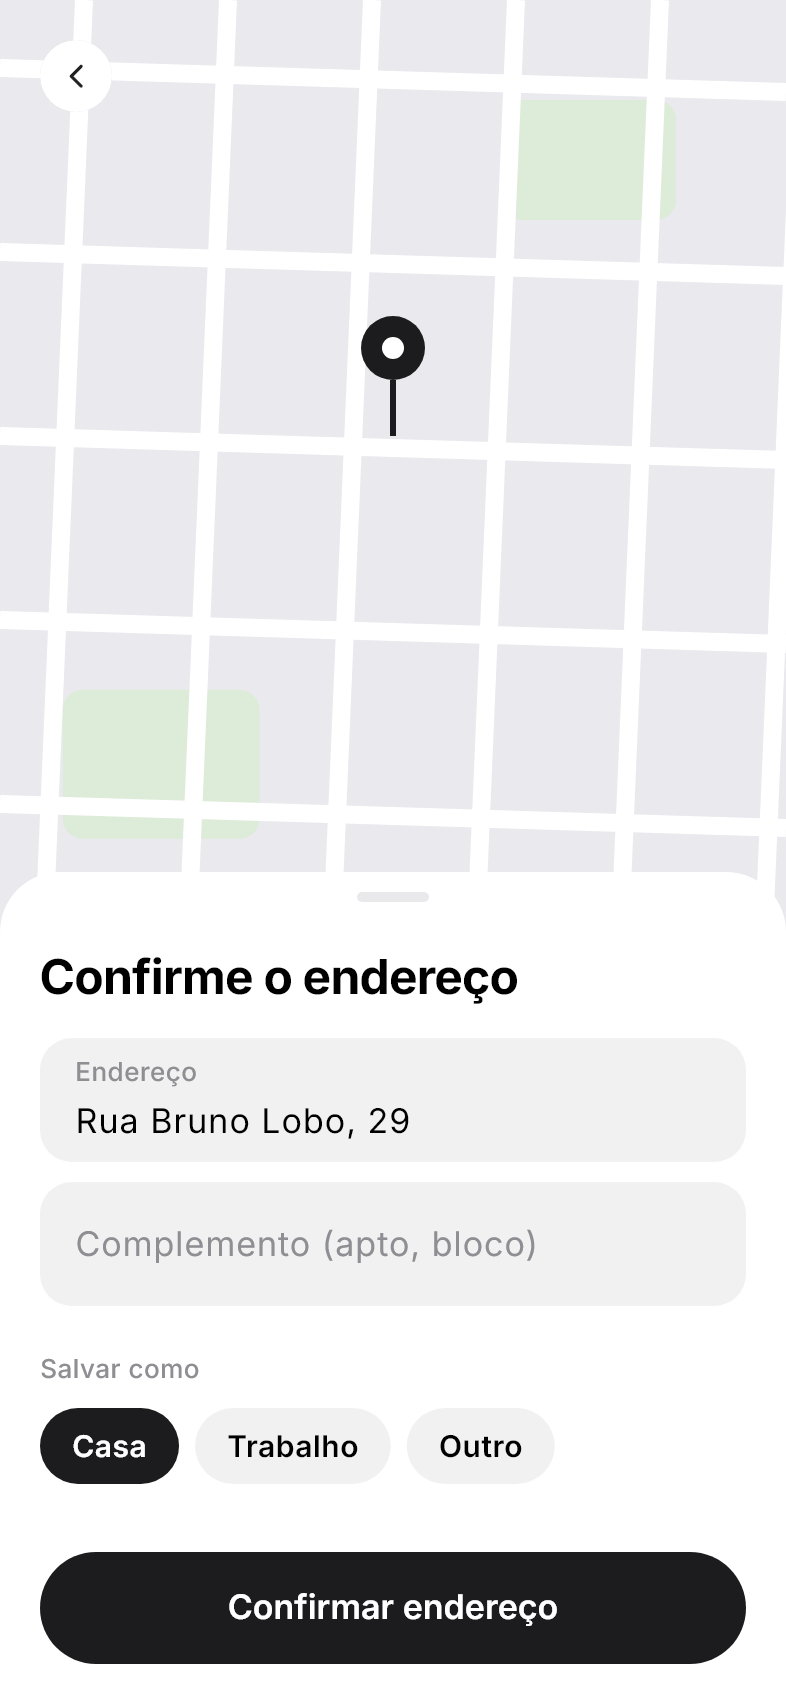 Confirme o endereço
Endereço
Rua Bruno Lobo, 29
Complemento (apto, bloco)
Salvar como
Casa
Trabalho
Outro
Confirmar endereço